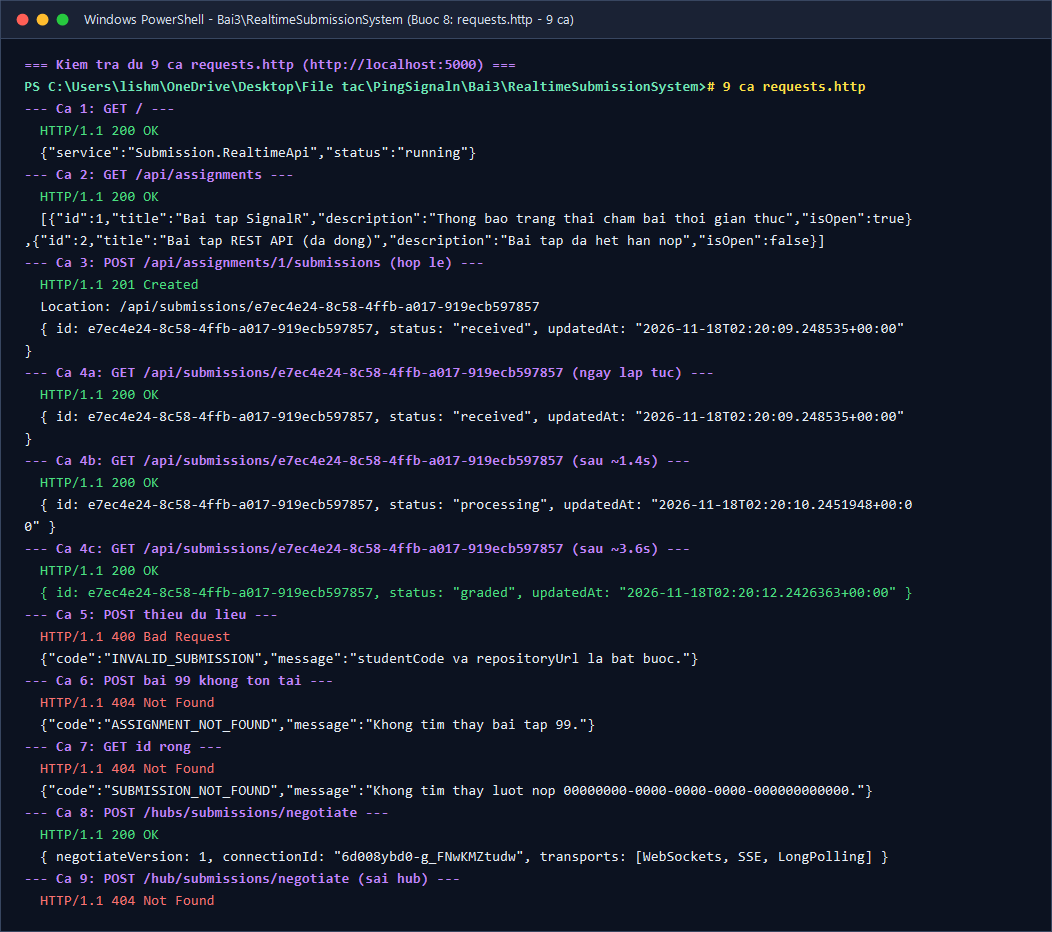 Windows PowerShell - Bai3\RealtimeSubmissionSystem (Buoc 8: requests.http - 9 ca)
=== Kiem tra du 9 ca requests.http (http://localhost:5000) ===
PS C:\Users\lishm\OneDrive\Desktop\File tac\PingSignaln\Bai3\RealtimeSubmissionSystem># 9 ca requests.http
--- Ca 1: GET / ---
HTTP/1.1 200 OK
{"service":"Submission.RealtimeApi","status":"running"}
--- Ca 2: GET /api/assignments ---
HTTP/1.1 200 OK
[{"id":1,"title":"Bai tap SignalR","description":"Thong bao trang thai cham bai thoi gian thuc","isOpen":true}
,{"id":2,"title":"Bai tap REST API (da dong)","description":"Bai tap da het han nop","isOpen":false}]
--- Ca 3: POST /api/assignments/1/submissions (hop le) ---
HTTP/1.1 201 Created
Location: /api/submissions/e7ec4e24-8c58-4ffb-a017-919ecb597857
{ id: e7ec4e24-8c58-4ffb-a017-919ecb597857, status: "received", updatedAt: "2026-11-18T02:20:09.248535+00:00"
}
--- Ca 4a: GET /api/submissions/e7ec4e24-8c58-4ffb-a017-919ecb597857 (ngay lap tuc) ---
HTTP/1.1 200 OK
{ id: e7ec4e24-8c58-4ffb-a017-919ecb597857, status: "received", updatedAt: "2026-11-18T02:20:09.248535+00:00"
}
--- Ca 4b: GET /api/submissions/e7ec4e24-8c58-4ffb-a017-919ecb597857 (sau ~1.4s) ---
HTTP/1.1 200 OK
{ id: e7ec4e24-8c58-4ffb-a017-919ecb597857, status: "processing", updatedAt: "2026-11-18T02:20:10.2451948+00:0
0" }
--- Ca 4c: GET /api/submissions/e7ec4e24-8c58-4ffb-a017-919ecb597857 (sau ~3.6s) ---
HTTP/1.1 200 OK
{ id: e7ec4e24-8c58-4ffb-a017-919ecb597857, status: "graded", updatedAt: "2026-11-18T02:20:12.2426363+00:00" }
--- Ca 5: POST thieu du lieu ---
HTTP/1.1 400 Bad Request
{"code":"INVALID_SUBMISSION","message":"studentCode va repositoryUrl la bat buoc."}
--- Ca 6: POST bai 99 khong ton tai ---
HTTP/1.1 404 Not Found
{"code":"ASSIGNMENT_NOT_FOUND","message":"Khong tim thay bai tap 99."}
--- Ca 7: GET id rong ---
HTTP/1.1 404 Not Found
{"code":"SUBMISSION_NOT_FOUND","message":"Khong tim thay luot nop 00000000-0000-0000-0000-000000000000."}
--- Ca 8: POST /hubs/submissions/negotiate ---
HTTP/1.1 200 OK
{ negotiateVersion: 1, connectionId: "6d008ybd0-g_FNwKMZtudw", transports: [WebSockets, SSE, LongPolling] }
--- Ca 9: POST /hub/submissions/negotiate (sai hub) ---
HTTP/1.1 404 Not Found